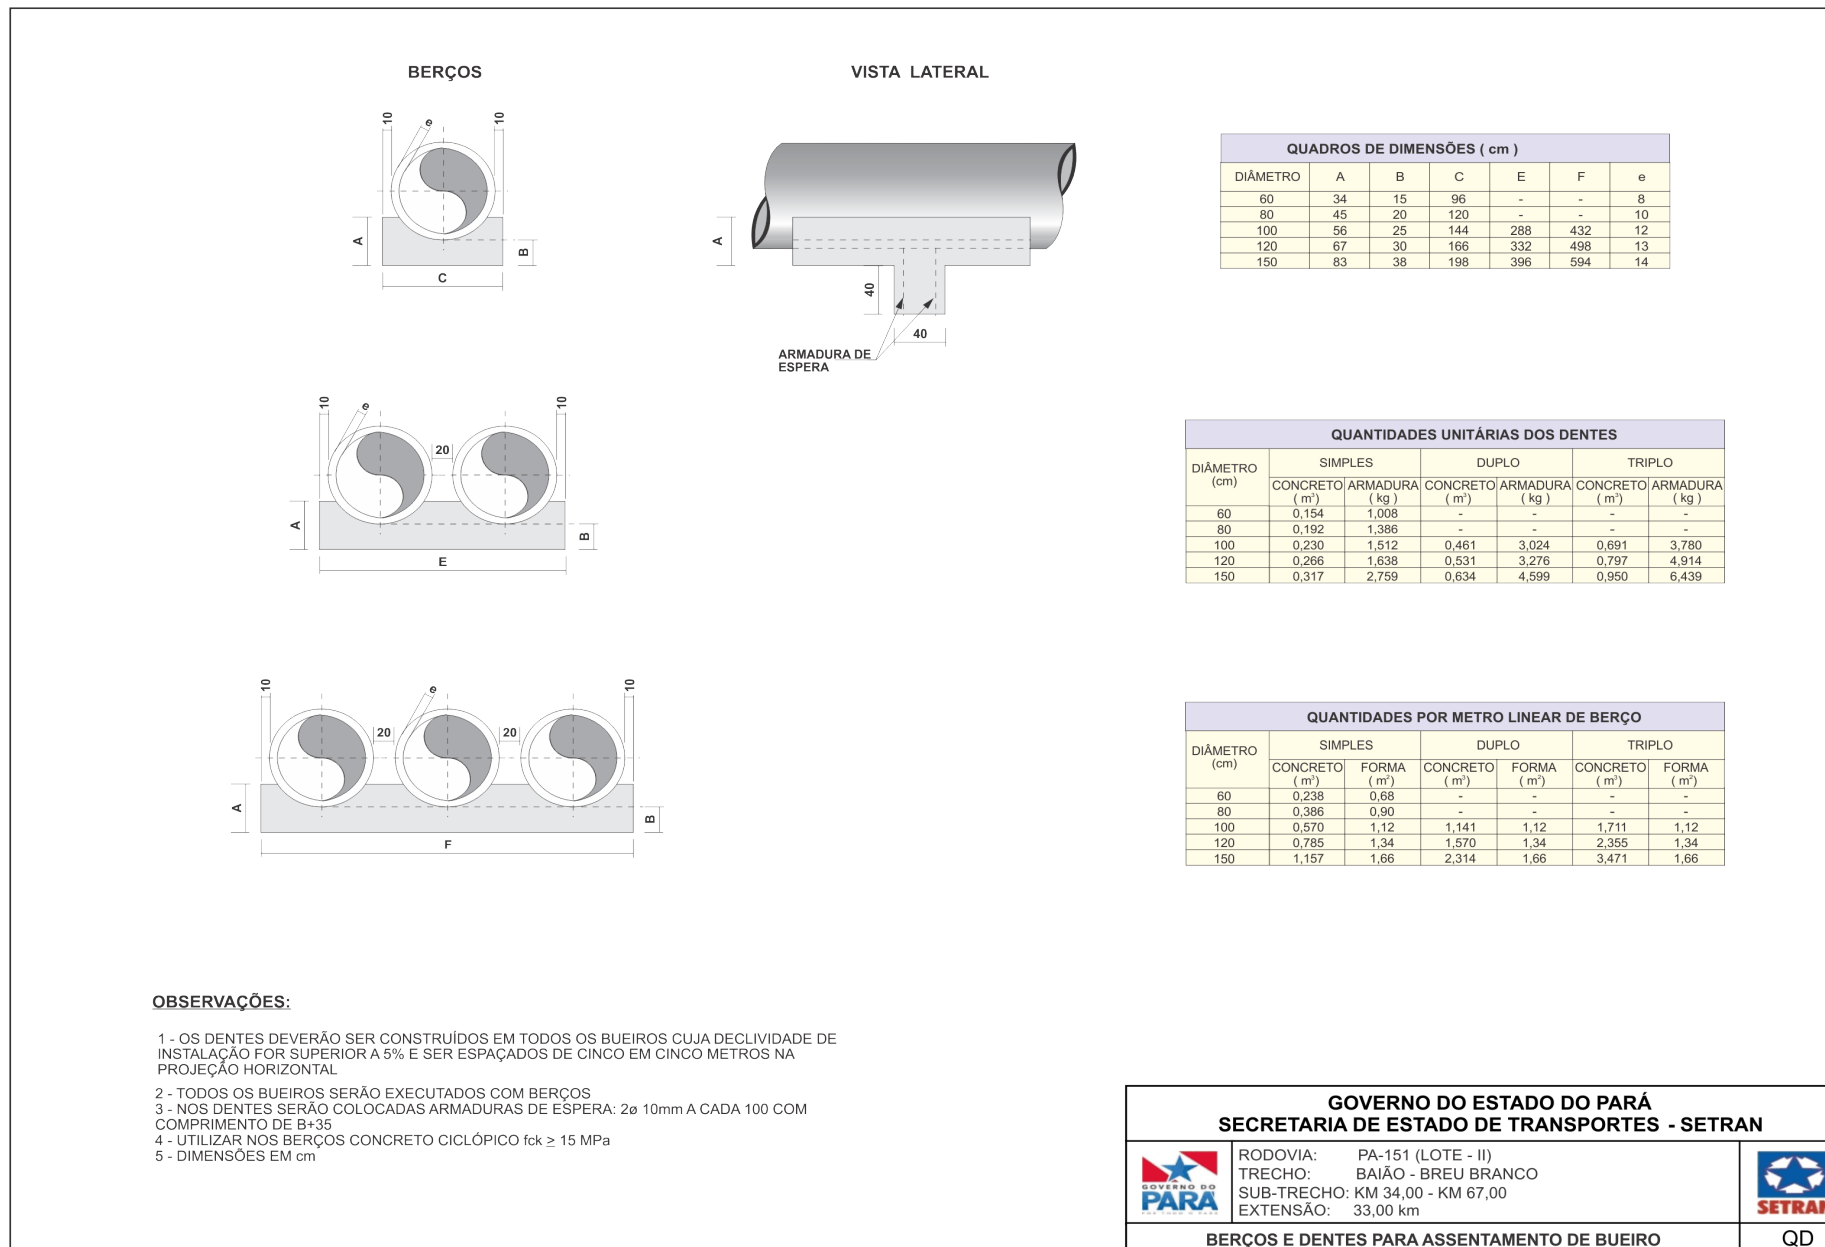 BERÇOS
VISTA LATERAL
10
e
10
A
B
C
A
40
40
ARMADURA DE
ESPERA
10
e
20
10
A
B
E
10
e
20
20
10
A
B
F
QUADROS DE DIMENSÕES ( cm )
DIÂMETRO A B C E F e
60 34 15 96 - - 8
80 45 20 120 - - 10
100 56 25 144 288 432 12
120 67 30 166 332 498 13
150 83 38 198 396 594 14
QUANTIDADES UNITÁRIAS DOS DENTES
DIÂMETRO (cm) SIMPLES DUPLO TRIPLO
CONCRETO ( m³) ARMADURA ( kg ) CONCRETO ( m³) ARMADURA ( kg ) CONCRETO ( m³) ARMADURA ( kg )
60 0,154 1,008 - - - -
80 0,192 1,386 - - - -
100 0,230 1,512 0,461 3,024 0,691 3,780
120 0,266 1,638 0,531 3,276 0,797 4,914
150 0,317 2,759 0,634 4,599 0,950 6,439
QUANTIDADES POR METRO LINEAR DE BERÇO
DIÂMETRO (cm) SIMPLES DUPLO TRIPLO
CONCRETO ( m³) FORMA ( m²) CONCRETO ( m³) FORMA ( m²) CONCRETO ( m³) FORMA ( m²)
60 0,238 0,68 - - - -
80 0,386 0,90 - - - -
100 0,570 1,12 1,141 1,12 1,711 1,12
120 0,785 1,34 1,570 1,34 2,355 1,34
150 1,157 1,66 2,314 1,66 3,471 1,66
OBSERVAÇÕES:
1 - OS DENTES DEVERÃO SER CONSTRUÍDOS EM TODOS OS BUEIROS CUJA DECLIVIDADE DE
INSTALAÇÃO FOR SUPERIOR A 5% E SER ESPAÇADOS DE CINCO EM CINCO METROS NA
PROJEÇÃO HORIZONTAL
2 - TODOS OS BUEIROS SERÃO EXECUTADOS COM BERÇOS
3 - NOS DENTES SERÃO COLOCADAS ARMADURAS DE ESPERA: 2ø 10mm A CADA 100 COM
COMPRIMENTO DE B+35
4 - UTILIZAR NOS BERÇOS CONCRETO CICLÓPICO fck ≥ 15 MPa
5 - DIMENSÕES EM cm
GOVERNO DO ESTADO DO PARÁ
SECRETARIA DE ESTADO DE TRANSPORTES - SETRAN
GOVERNO DO
PARÁ
RODOVIA: PA-151 (LOTE - II)
TRECHO: BAIÃO - BREU BRANCO
SUB-TRECHO: KM 34,00 - KM 67,00
EXTENSÃO: 33,00 km
SETRAN
BERÇOS E DENTES PARA ASSENTAMENTO DE BUEIRO
QD